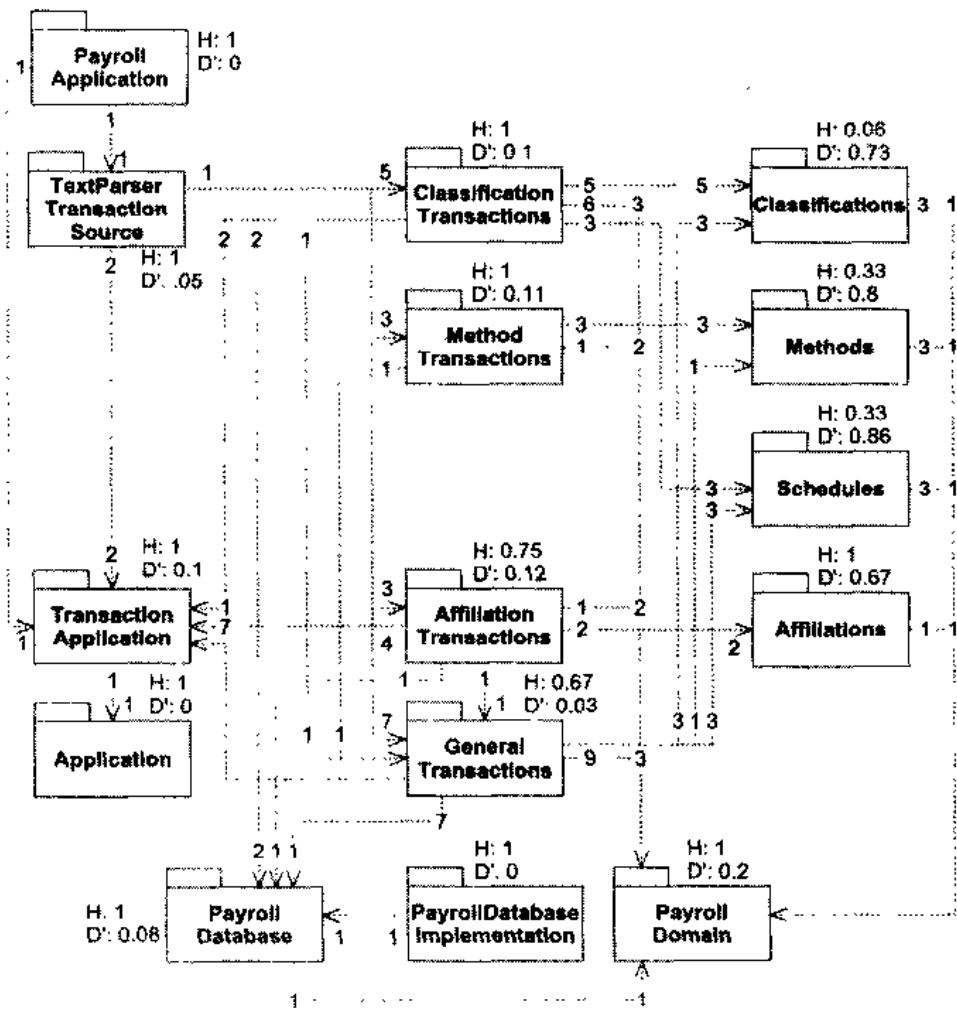 H: 1
D': 0
Payroll
Application
1
1
1
H: 1
D': 0 1
H: 0.06
D': 0.73
TextParser
Transaction
Source
1
5
Classification
Transactions
5
6
3
3
5
3
Classifications
3
1
2
2
2
1
H: 1
D': .05
H: 1
D': 0.11
H: 0.33
D': 0.8
3
1
Method
Transactions
3
1
2
3
1
Methods
3
1
H: 0.33
D': 0.86
3
3
Schedules
3
1
2
H: 1
D': 0.1
H: 0.75
D': 0.12
H: 1
D': 0.67
Transaction
Application
1
1
7
3
4
Affiliation
Transactions
1
2
2
2
Affiliations
1
1
1
1
H: 1
D': 0
1
1
1
H: 0.67
D': 0.03
Application
1
1
7
General
Transactions
9
3
3
1
3
7
2
1
1
H: 1
D': 0
H: 1
D': 0.2
H: 1
D': 0.08
Payroll
Database
1
1
PayrollDatabase
Implementation
Payroll
Domain
1
1